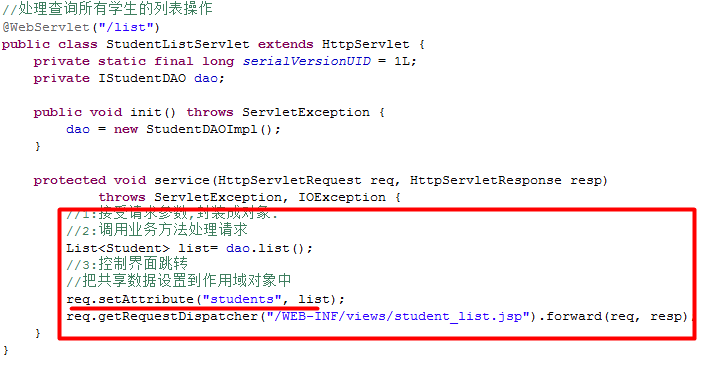 //处理查询所有学生的列表操作
@WebServlet("/list")
public class StudentListServlet extends HttpServlet {
private static final long serialVersionUID = 1L;
private IStudentDAO dao;
public void init() throws ServletException {
dao = new StudentDAOImpl();
}
protected void service(HttpServletRequest req, HttpServletResponse resp)
throws ServletException, IOException {
//1:接受请求参数,封装成对象.
//2:调用业务方法处理请求
List<Student> list= dao.list();
//3:控制界面跳转
//把共享数据设置到作用域对象中
req.setAttribute("students", list);
req.getRequestDispatcher("/WEB-INF/views/student_list.jsp").forward(req, resp)
}
}